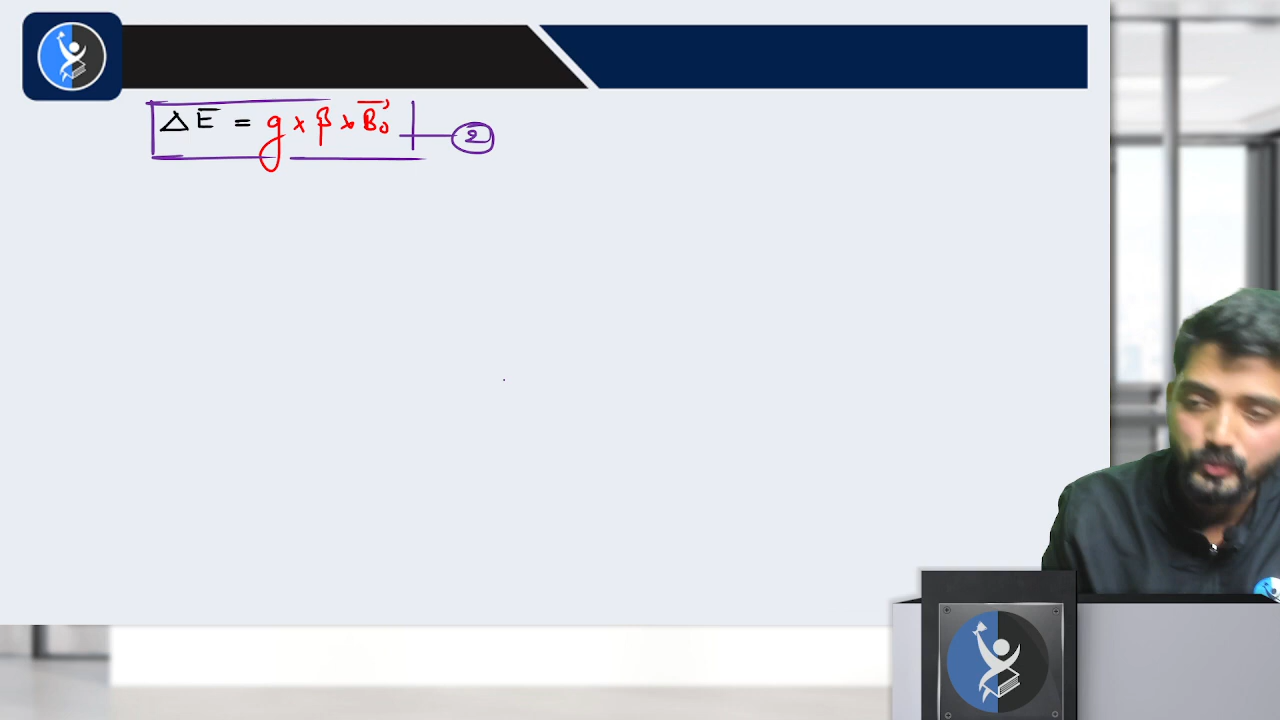 ΔE = g × β × B₀ ②